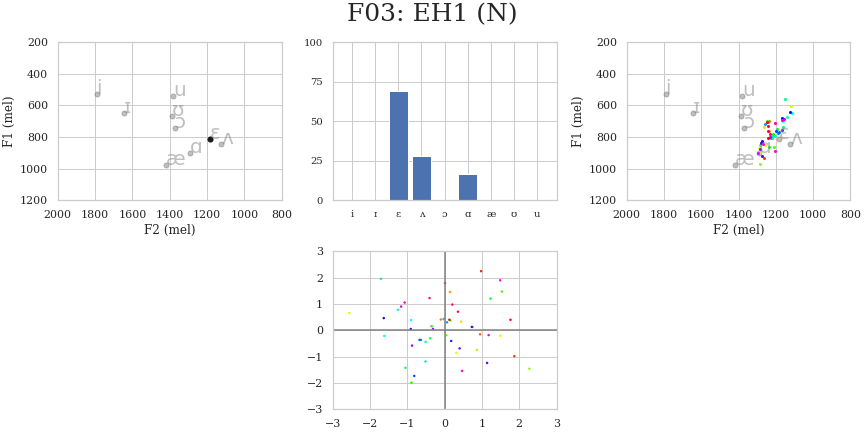 F03: EH1 (N)
200
400
600
800
1000
1200
2000 1800 1600 1400 1200 1000 800
F1 (mel)
F2 (mel)
i
ɪ
u
ʊ
ɔ
ɛ
ʌ
ɑ
æ
100
75
50
25
0
i ɪ ɛ ʌ ɔ ɑ æ ʊ u
200
400
600
800
1000
1200
2000 1800 1600 1400 1200 1000 800
F1 (mel)
F2 (mel)
i
ɪ
u
ʊ
ɔ
ɛ
ʌ
ɑ
æ
3
2
1
0
−1
−2
−3
−3 −2 −1 0 1 2 3